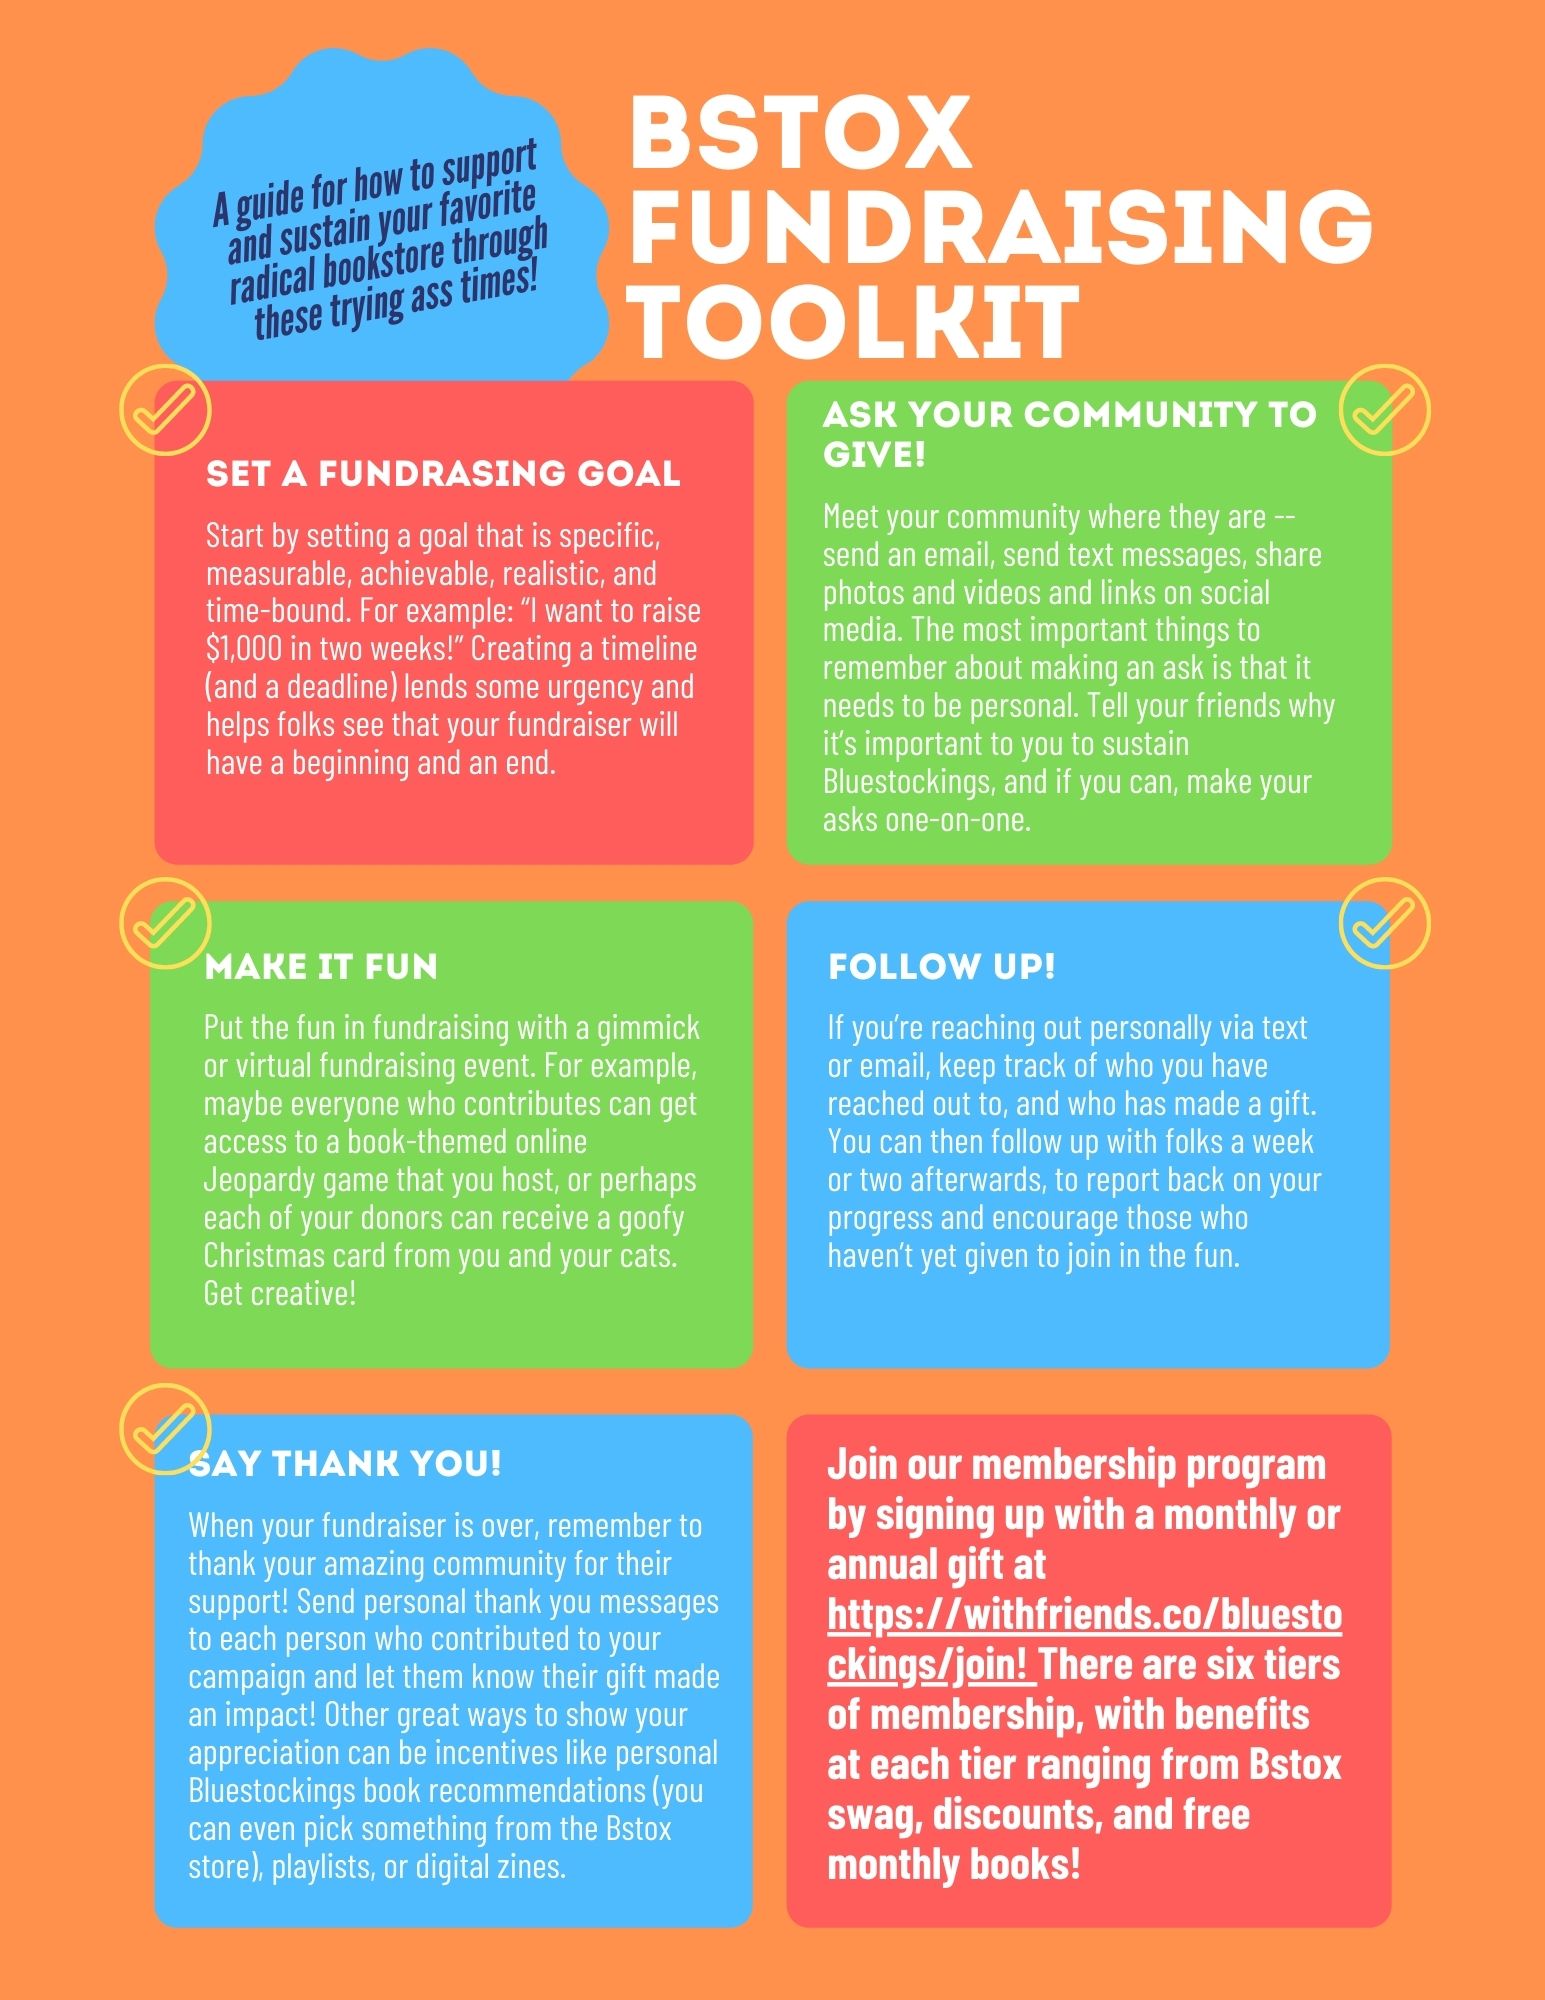 A guide for how to support
and sustain your favorite
radical bookstore through
these trying ass times!
BSTOX
FUNDRAISING
TOOLKIT
SET A FUNDRASING GOAL
Start by setting a goal that is specific,
measurable, achievable, realistic, and
time-bound. For example: “I want to raise
$1,000 in two weeks!” Creating a timeline
(and a deadline) lends some urgency and
helps folks see that your fundraiser will
have a beginning and an end.
ASK YOUR COMMUNITY TO
GIVE!
Meet your community where they are --
send an email, send text messages, share
photos and videos and links on social
media. The most important things to
remember about making an ask is that it
needs to be personal. Tell your friends why
it’s important to you to sustain
Bluestockings, and if you can, make your
asks one-on-one.
MAKE IT FUN
Put the fun in fundraising with a gimmick
or virtual fundraising event. For example,
maybe everyone who contributes can get
access to a book-themed online
Jeopardy game that you host, or perhaps
each of your donors can receive a goofy
Christmas card from you and your cats.
Get creative!
FOLLOW UP!
If you’re reaching out personally via text
or email, keep track of who you have
reached out to, and who has made a gift.
You can then follow up with folks a week
or two afterwards, to report back on your
progress and encourage those who
haven’t yet given to join in the fun.
SAY THANK YOU!
When your fundraiser is over, remember to
thank your amazing community for their
support! Send personal thank you messages
to each person who contributed to your
campaign and let them know their gift made
an impact! Other great ways to show your
appreciation can be incentives like personal
Bluestockings book recommendations (you
can even pick something from the Bstox
store), playlists, or digital zines.
Join our membership program
by signing up with a monthly or
annual gift at
https://withfriends.co/bluesto
ckings/join! There are six tiers
of membership, with benefits
at each tier ranging from Bstox
swag, discounts, and free
monthly books!